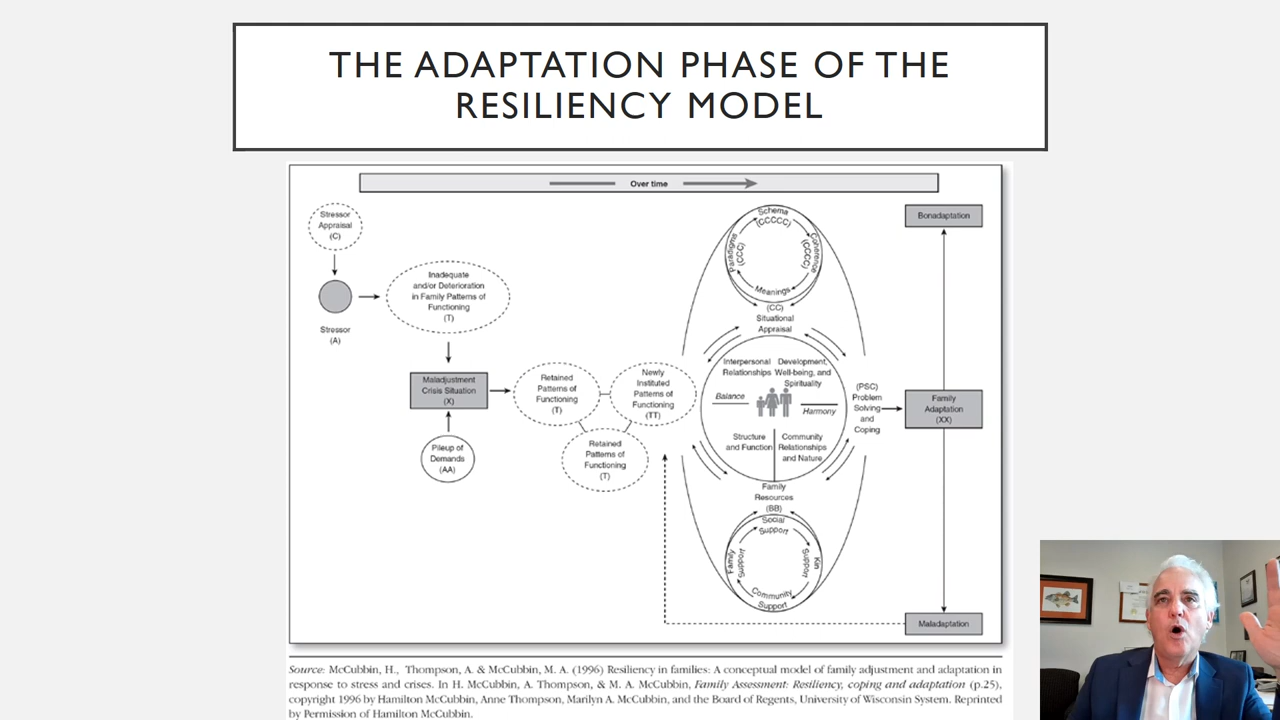 THE ADAPTATION PHASE OF THE
RESILIENCY MODEL
Over time
Stressor
Appraisal
(C)
Stressor
(A)
Inadequate
and/or Deterioration
in Family Patterns of
Functioning
(T)
Maladjustment
Crisis Situation
(X)
Pileup of
Demands
(AA)
Retained
Patterns of
Functioning
(T)
Newly
Instituted
Patterns of
Functioning
(TT)
Retained
Patterns of
Functioning
(T)
Schema
(CCCCC)
Paradigms
(CCC)
Coherence
(CCCC)
Meanings
(CC)
Situational
Appraisal
Interpersonal
Relationships
Development,
Well-being, and
Spirituality
Balance
Harmony
Structure
and Function
Community
Relationships
and Nature
Family
Resources
(BB)
Social
Support
Family
Support
Kin
Support
Community
Support
(PSC)
Problem
Solving
and
Coping
Bonadaptation
Family
Adaptation
(XX)
Maladaptation
Source: McCubbin, H., Thompson, A. & McCubbin, M. A. (1996) Resiliency in families: A conceptual model of family adjustment and adaptation in
response to stress and crises. In H. McCubbin, A. Thompson, & M. A. McCubbin, Family Assessment: Resiliency, coping and adaptation (p.25),
copyright 1996 by Hamilton McCubbin, Anne Thompson, Marilyn A. McCubbin, and the Board of Regents, University of Wisconsin System. Reprinted
by Permission of Hamilton McCubbin.